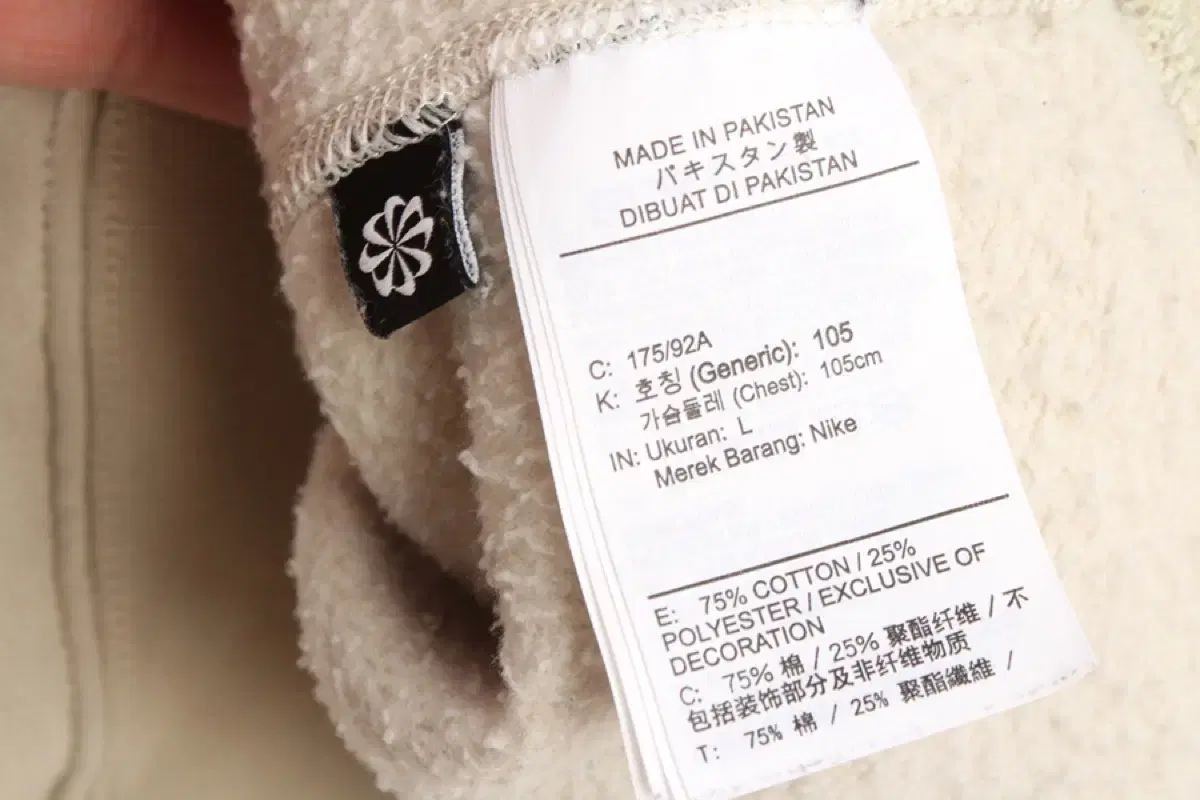 MADE IN PAKISTAN
パキスタン製
DIBUAT DI PAKISTAN
C: 175/92A
K: 호칭 (Generic): 105
가슴둘레 (Chest): 105cm
IN: Ukuran: L
Merek Barang: Nike
E: 75% COTTON / 25%
POLYESTER / EXCLUSIVE OF
DECORATION
C: 75% 棉 / 25% 聚酯纤维 / 不
包括装饰部分及非纤维物质
T: 75% 棉 / 25% 聚酯纖維 /